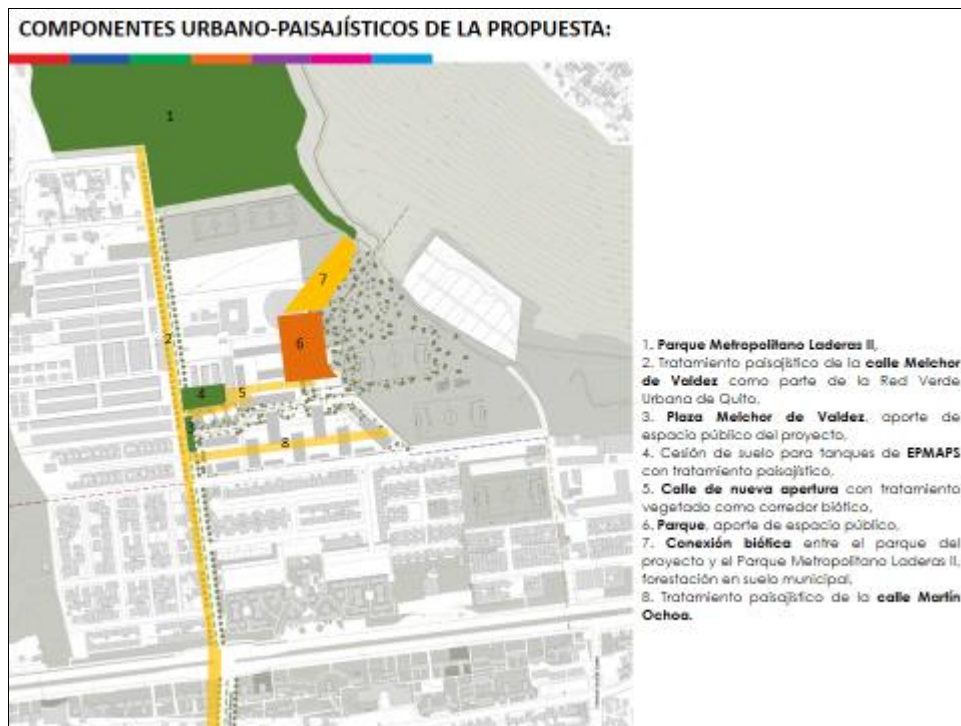 COMPONENTES URBANO-PAISAJÍSTICOS DE LA PROPUESTA:
1
2
7
6
4
5
8
1. Parque Metropolitano Laderas II,
2. Tratamiento paisajístico de la calle Melchor
de Valdez como parte de la Red Verde
Urbana de Quito,
3. Plaza Melchor de Valdez, aporte de
espacio público del proyecto,
4. Cesión de suelo para tanques de EPMAPS
con tratamiento paisajístico,
5. Calle de nueva apertura con tratamiento
vegetado como corredor biótico,
6. Parque, aporte de espacio público,
7. Conexión biótica entre el parque del
proyecto y el Parque Metropolitano Laderas II,
forestación en suelo municipal,
8. Tratamiento paisajístico de la calle Martín
Ochoa.